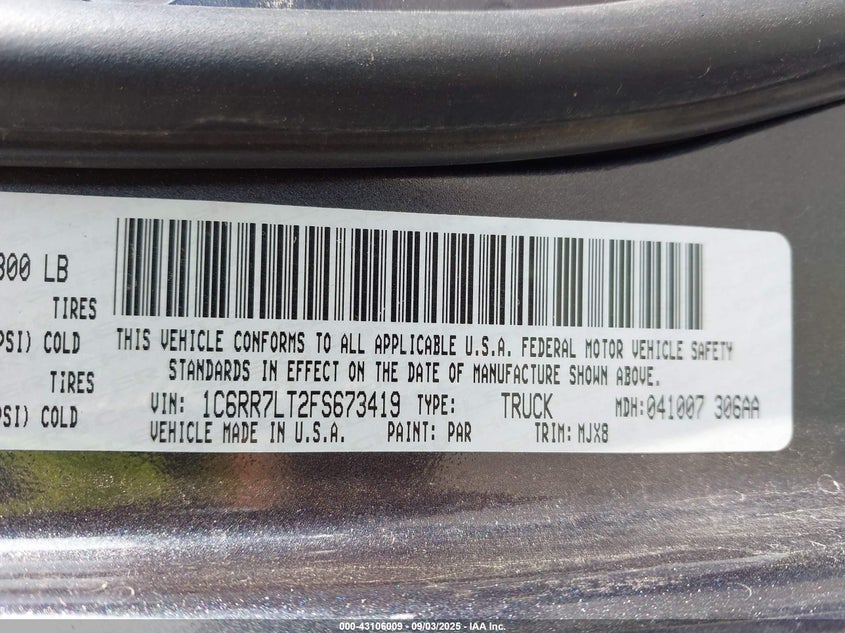 300 LB
TIRES
PSI) COLD
TIRES
PSI) COLD
THIS VEHICLE CONFORMS TO ALL APPLICABLE U.S.A. FEDERAL MOTOR VEHICLE SAFETY
STANDARDS IN EFFECT ON THE DATE OF MANUFACTURE SHOWN ABOVE.
VIN: 1C6RR7LT2FS673419 TYPE: TRUCK MDH:041007 306AA
VEHICLE MADE IN U.S.A. PAINT: PAR TRIM: MJX8
000-43106009 - 09/03/2025 - IAA Inc.